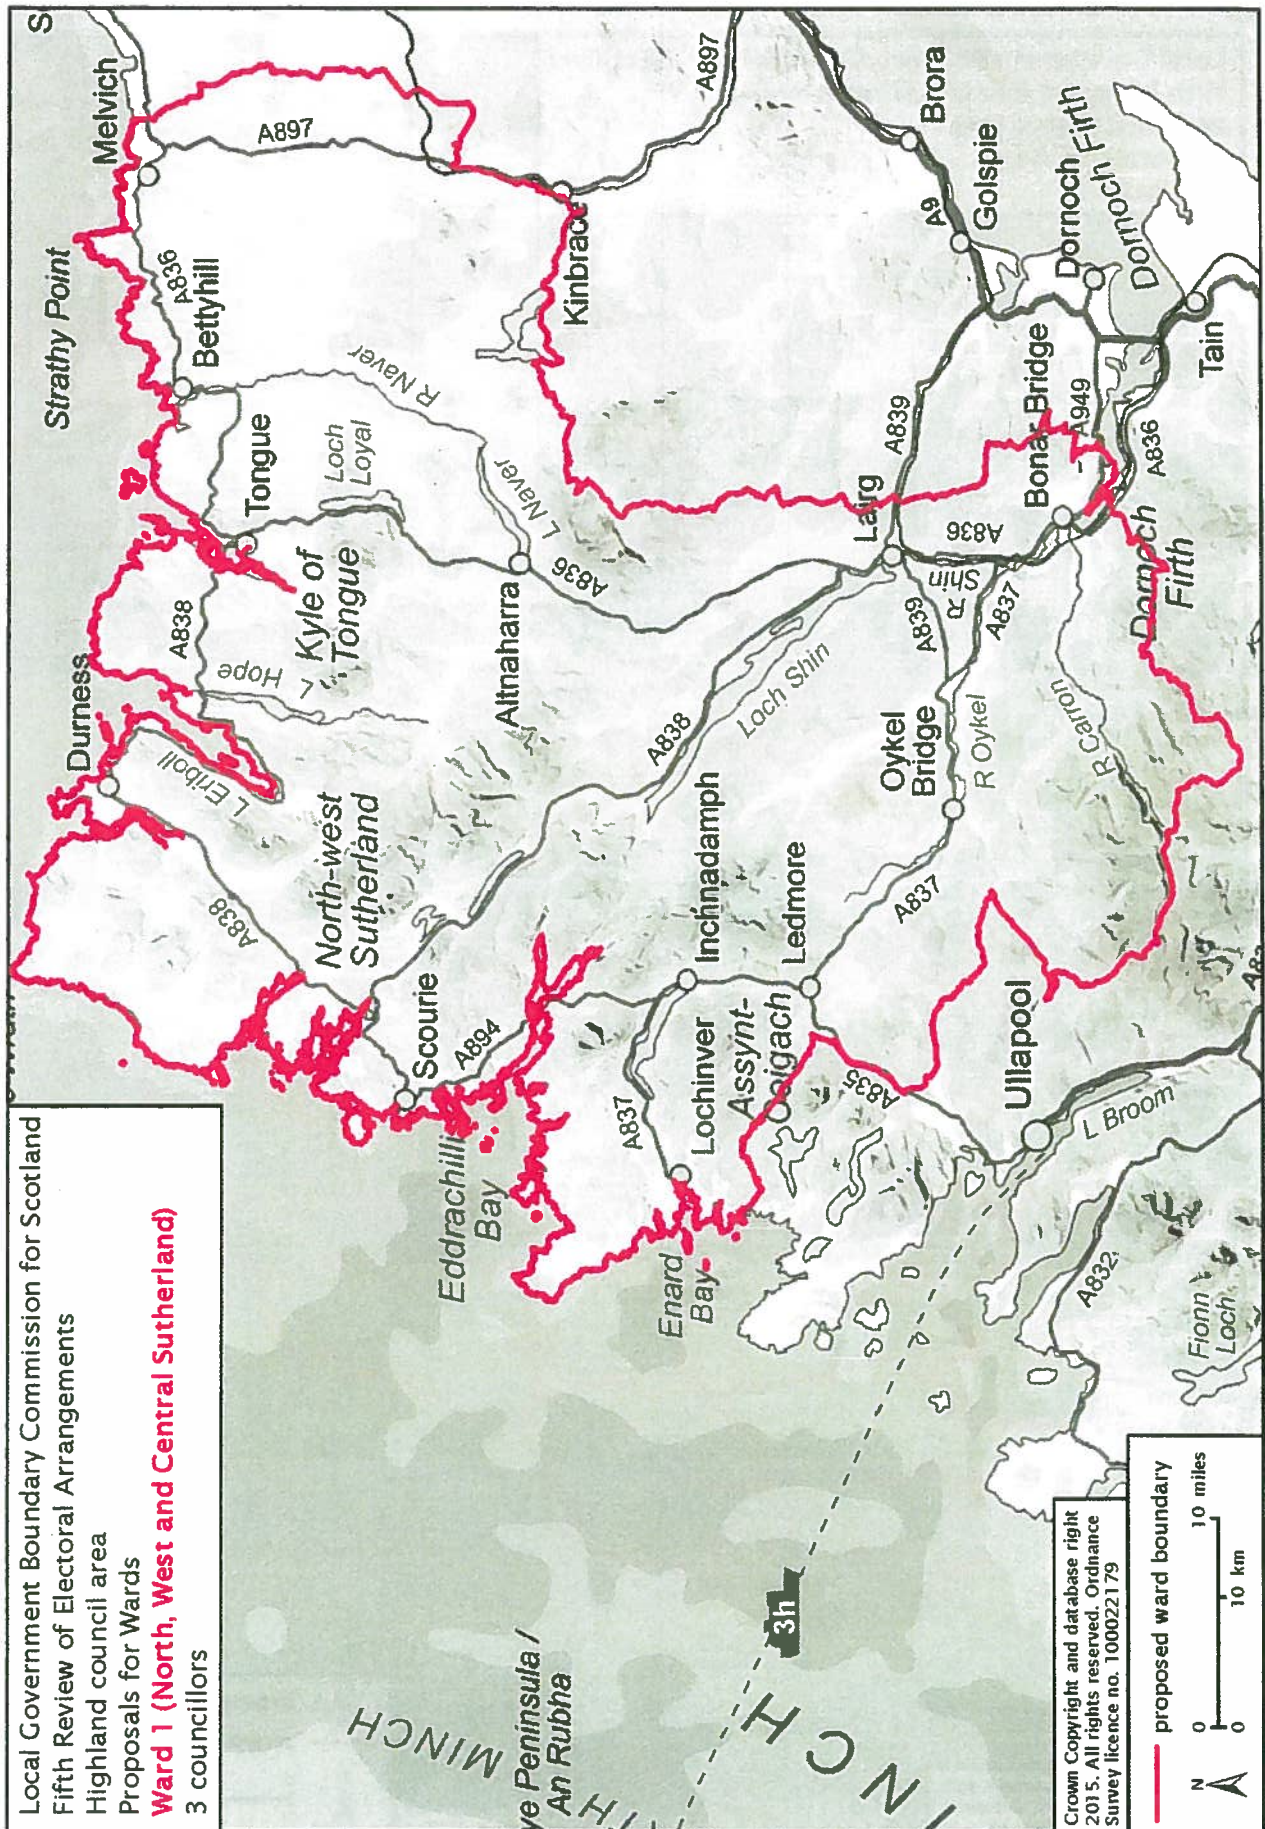 Local Government Boundary Commission for Scotland
Fifth Review of Electoral Arrangements
Highland council area
Proposals for Wards
Ward 1 (North, West and Central Sutherland)
3 councillors
Strathy Point
Melvich
A897
A836
Bettyhill
Tongue
Durness
A838
Kyle of
Tongue
L Hope
L Eriboll
Loch
Loyal
R Naver
L Naver
Kinbrace
A897
A838
North-west
Sutherland
Altnaharra
A836
Scourie
A894
Eddrachillis
Bay
A838
Loch Shin
Lairg
A839
Brora
A9
Golspie
Inchnadamph
A837
Lochinver
Assynt-
Coigach
Ledmore
Enard
Bay
A835
A837
Oykel
Bridge
R Oykel
A839
R Shin
A836
A837
Bonar Bridge
A949
Dornoch
Dornoch Firth
A836
Tain
R Carron
Dornoch
Firth
Ullapool
L Broom
A832
Fionn
Loch
3h
MINCH
ye Peninsula /
An Rubha
TH
INCH
Crown Copyright and database right
2015. All rights reserved. Ordnance
Survey licence no. 100022179
proposed ward boundary
N
0 10 miles
0 10 km